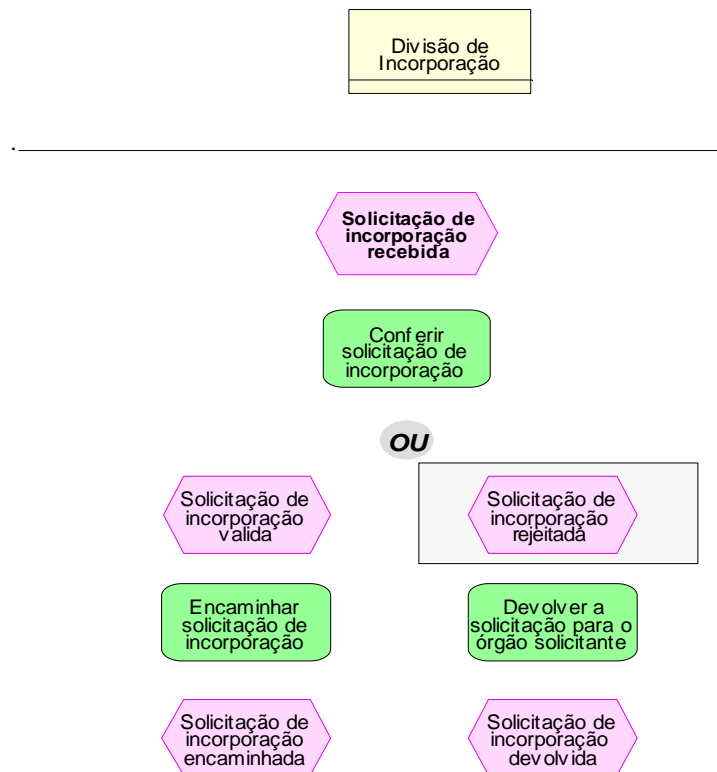 Divisão de
Incorporação
Solicitação de
incorporação
recebida
Conferir
solicitação de
incorporação
OU
Solicitação de
incorporação
valida
Solicitação de
incorporação
rejeitada
Encaminhar
solicitação de
incorporação
Devolver a
solicitação para o
órgão solicitante
Solicitação de
incorporação
encaminhada
Solicitação de
incorporação
devolvida